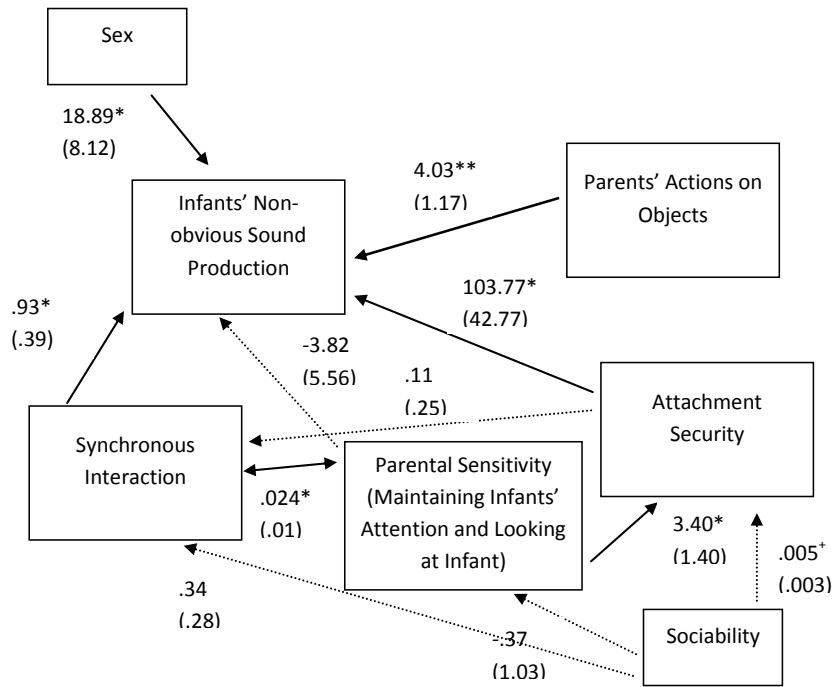 Sex
18.89*
(8.12)
Infants' Non-
obvious Sound
Production
4.03**
(1.17)
Parents' Actions on
Objects
103.77*
(42.77)
.93*
(.39)
-3.82
(5.56)
.11
(.25)
Attachment
Security
Synchronous
Interaction
Parental Sensitivity
(Maintaining Infants'
Attention and Looking
at Infant)
.024*
(.01)
3.40*
(1.40)
.005+
(.003)
.34
(.28)
-.37
(1.03)
Sociability